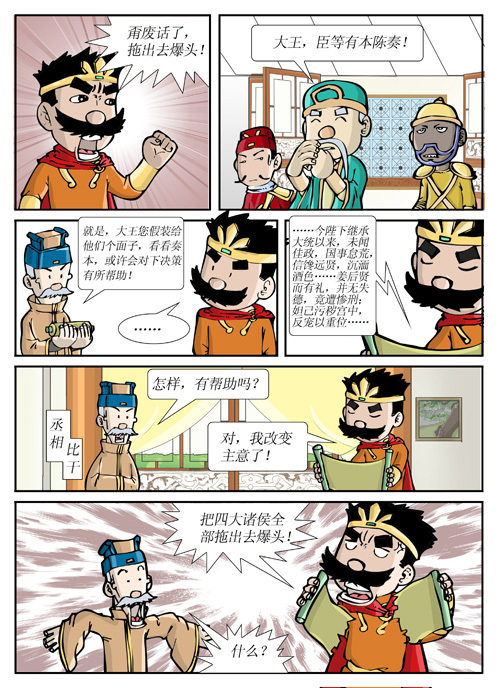 甭废话了，
拖出去爆头！
大王，臣等有本陈奏！
就是，大王您假装给
他们个面子，看看奏
本，或许会对下决策
有所帮助！
……
……今陛下继承
大统以来，未闻
佳政，国事怠荒，
信馋远贤，沉湎
酒色……姜后贤
而有礼，并无失
德，竟遭惨刑；
妲己污秽宫中，
反宠以重位……
丞相
比干
怎样，有帮助吗？
对，我改变
主意了！
把四大诸侯全
部拖出去爆头！
什么？